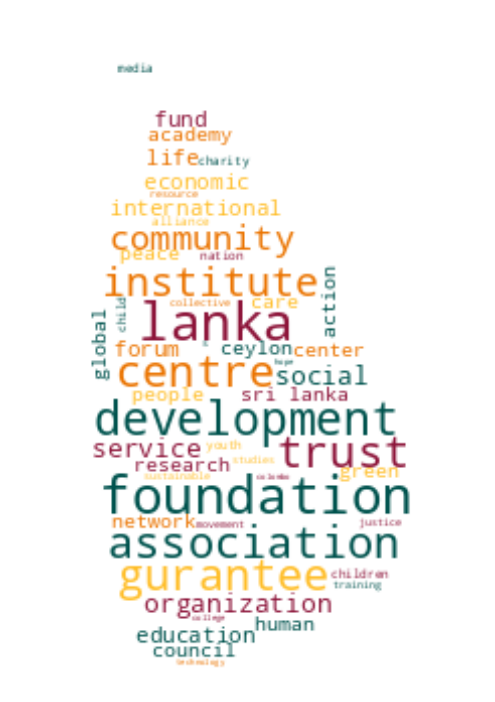 media
fund
academy
life charity
economic
resource
international
alliance
community
peace nation
institute
action
child collective care
lanka
global
forum ceylon center
hope
centre social
people sri lanka
development
service youth trust
research studies
green
sustainable colombo
foundation
network movement justice
association
gurantee children
training
organization
college human
education
council
technology